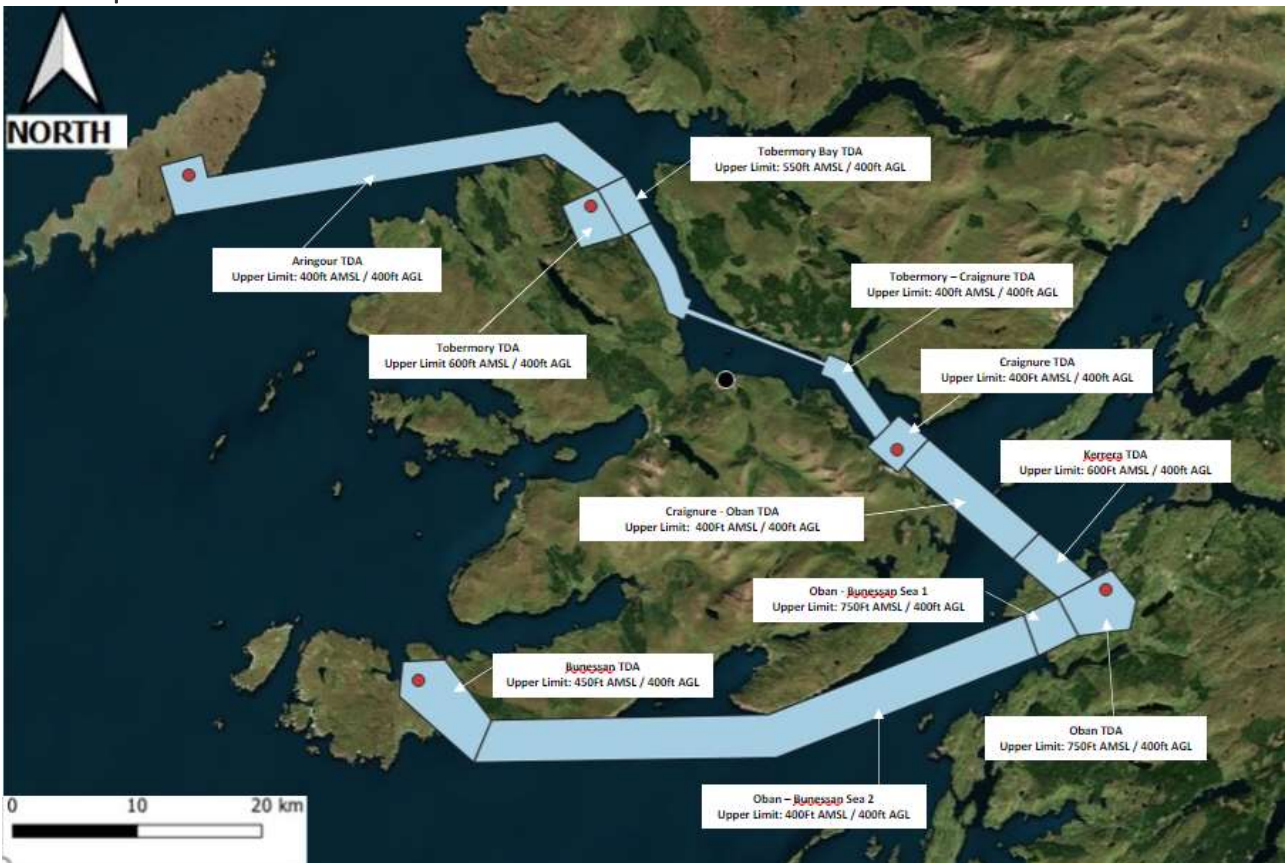 NORTH
Tobermory Bay TDA
Upper Limit: 550ft AMSL / 400ft AGL
Aringour TDA
Upper Limit: 400ft AMSL / 400ft AGL
Tobermory – Craignure TDA
Upper Limit: 400ft AMSL / 400ft AGL
Tobermory TDA
Upper Limit 600ft AMSL / 400ft AGL
Craignure TDA
Upper Limit: 400Ft AMSL / 400ft AGL
Kerrera TDA
Upper Limit: 600Ft AMSL / 400ft AGL
Craignure - Oban TDA
Upper Limit: 400Ft AMSL / 400ft AGL
Oban - Bunessan Sea 1
Upper Limit: 750Ft AMSL / 400ft AGL
Bunessan TDA
Upper Limit: 450Ft AMSL / 400ft AGL
Oban TDA
Upper Limit: 750Ft AMSL / 400ft AGL
Oban – Bunessan Sea 2
Upper Limit: 400Ft AMSL / 400ft AGL
0 10 20 km